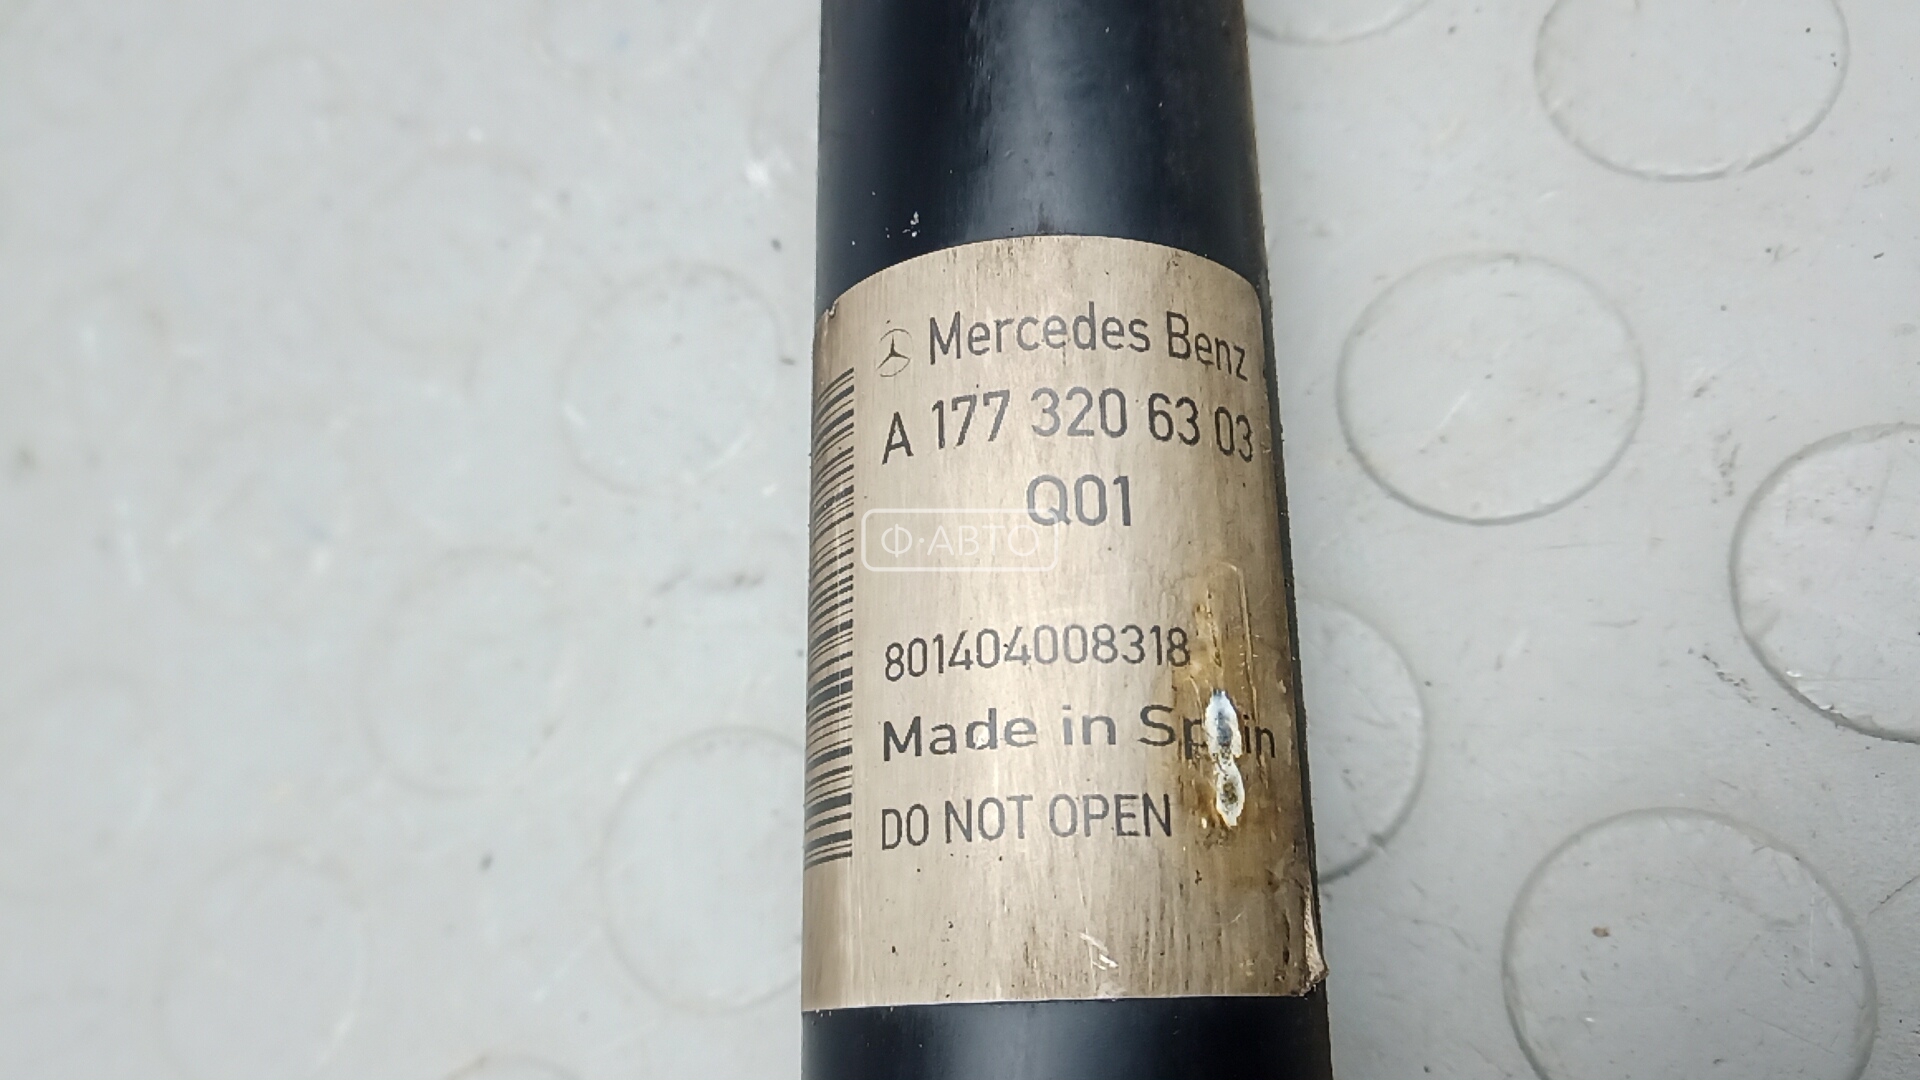 Mercedes Benz
A 177 320 63 03
Q01
Ф·АВТО
801404008318
Made in Spain
DO NOT OPEN